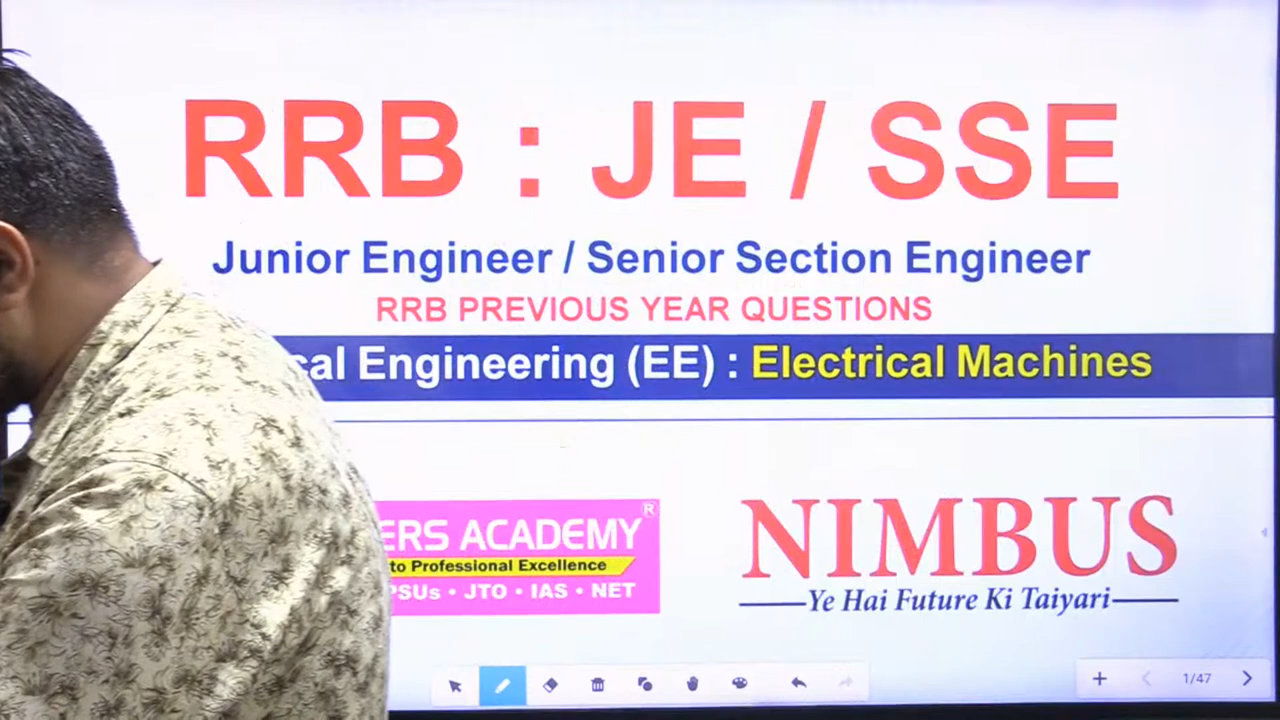 RRB : JE / SSE
Junior Engineer / Senior Section Engineer
RRB PREVIOUS YEAR QUESTIONS
Engineering (EE) : Electrical Machines
ACADEMY ®
to Professional Excellence
PSUs • JTO • IAS • NET
NIMBUS
Ye Hai Future Ki Taiyari
1/47